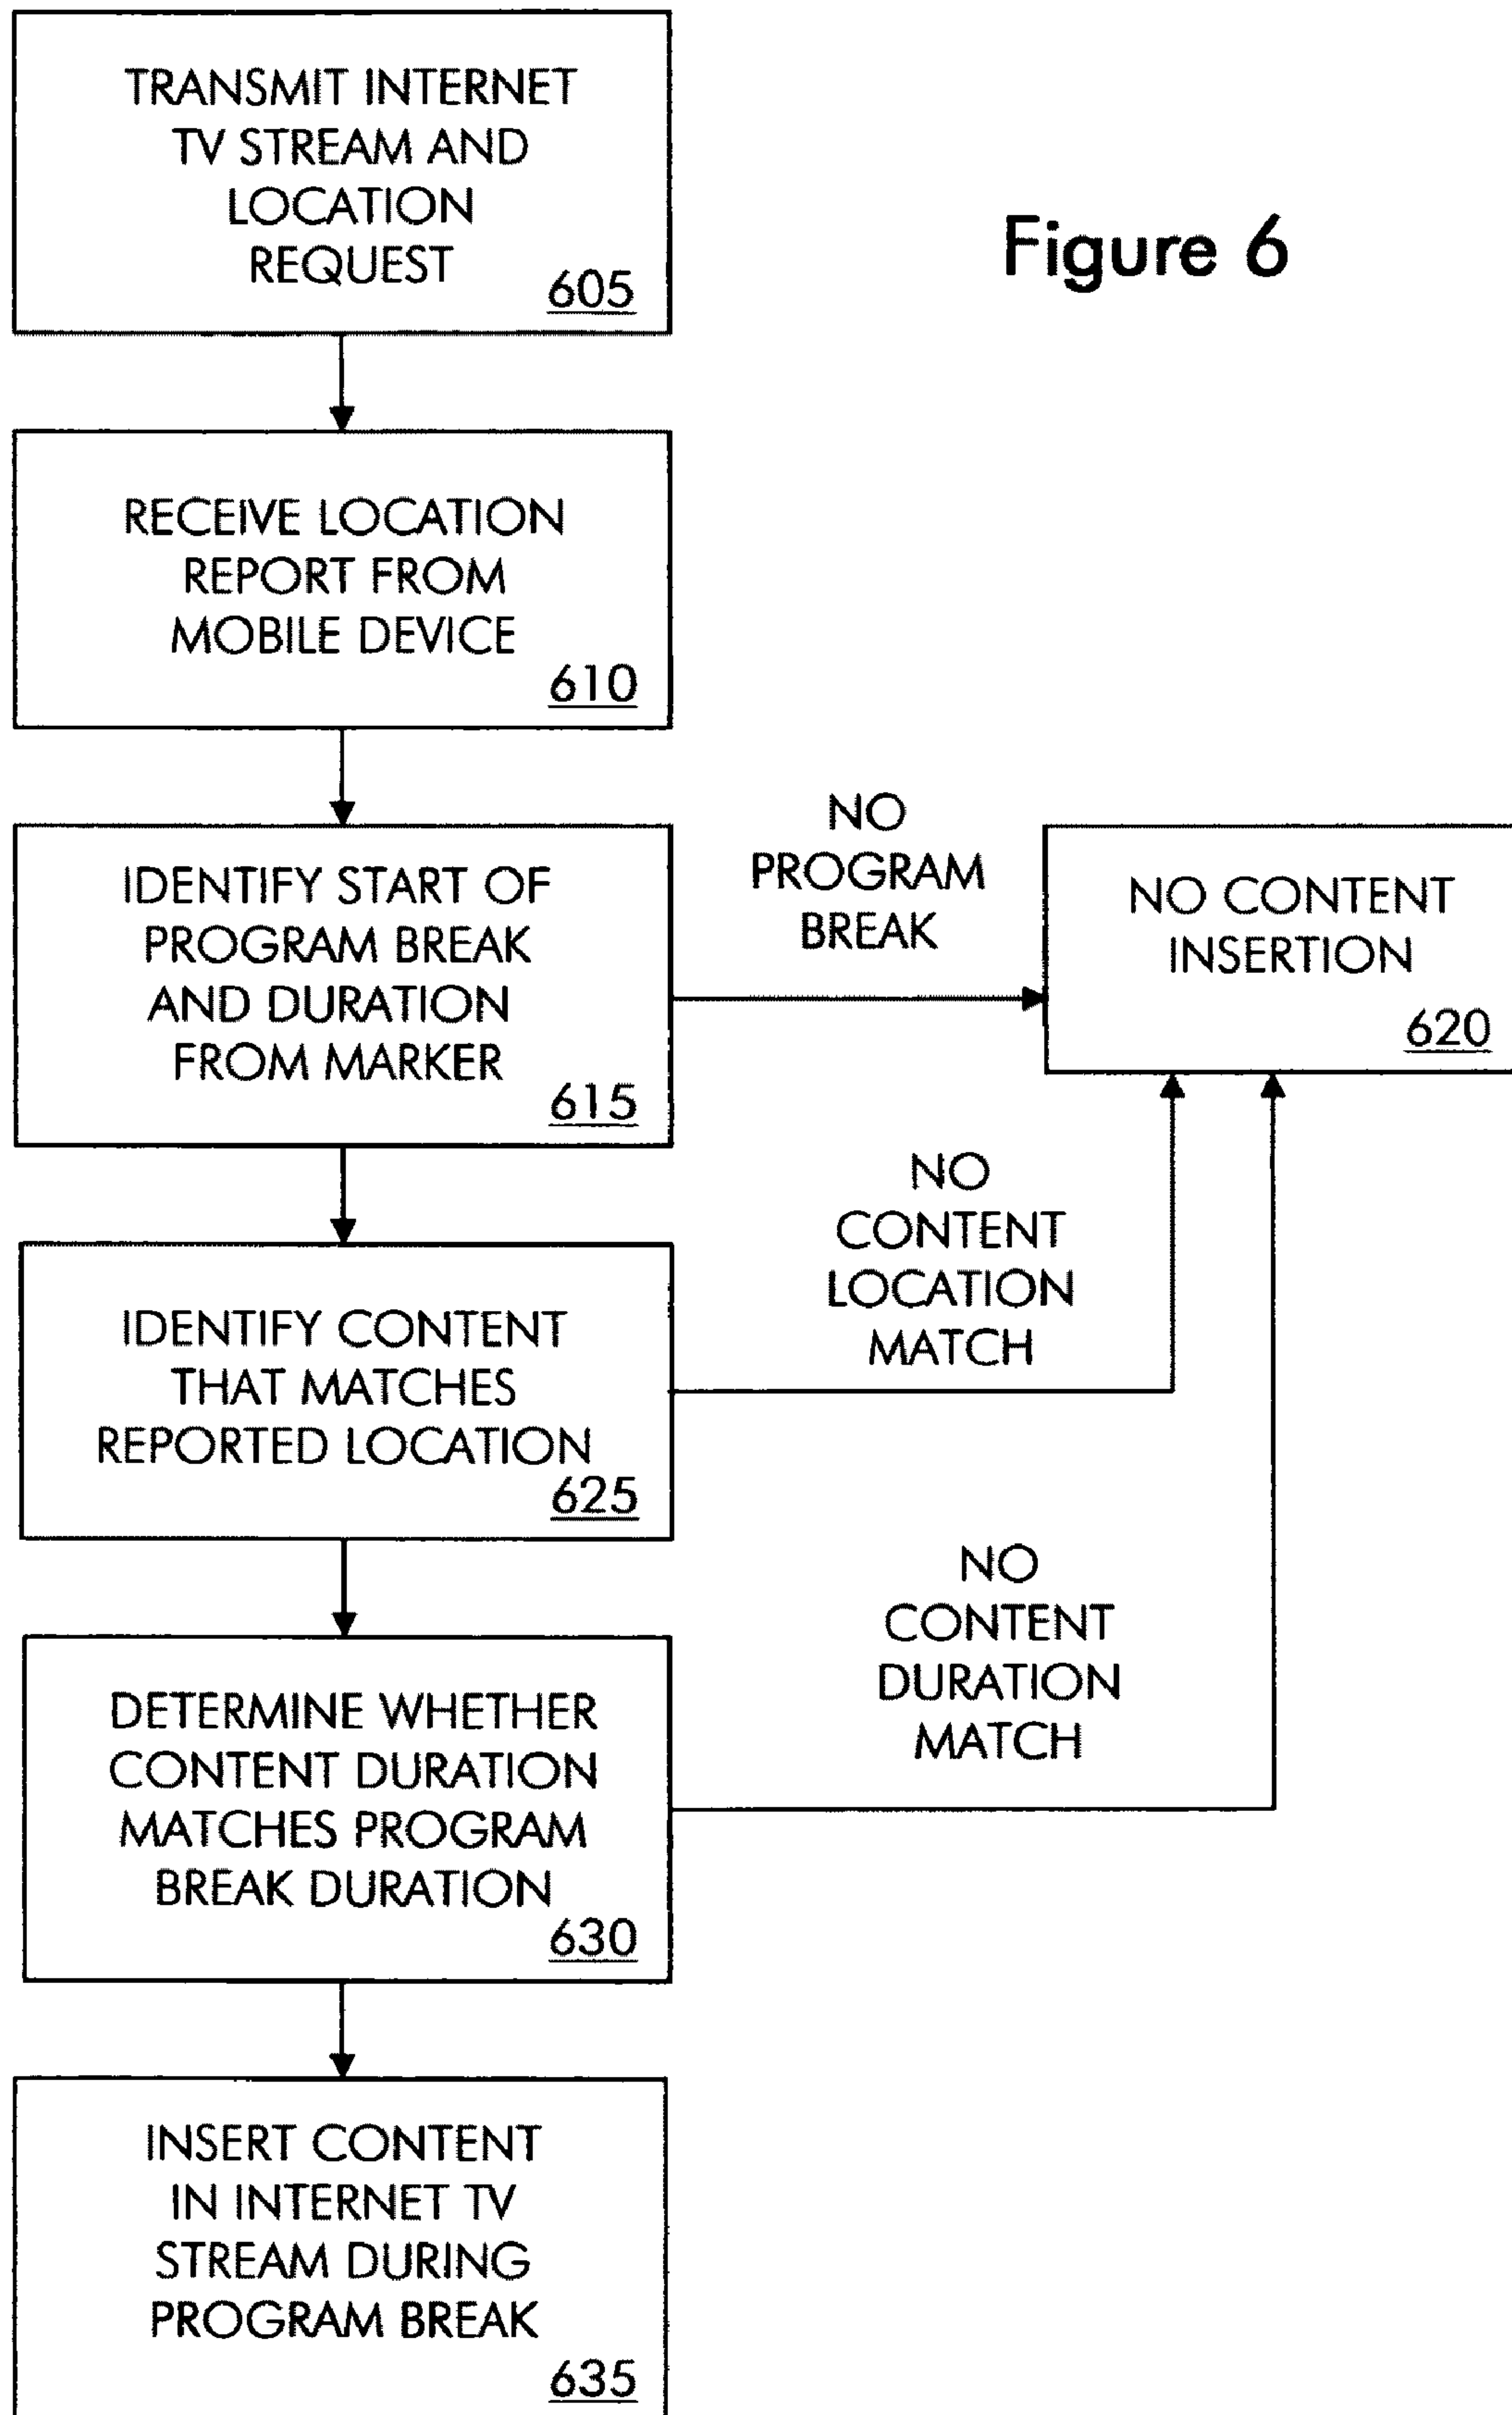 TRANSMIT INTERNET
TV STREAM AND
LOCATION
REQUEST
605
Figure 6
RECEIVE LOCATION
REPORT FROM
MOBILE DEVICE
610
IDENTIFY START OF
PROGRAM BREAK
AND DURATION
FROM MARKER
615
NO
PROGRAM
BREAK
NO CONTENT
INSERTION
620
IDENTIFY CONTENT
THAT MATCHES
REPORTED LOCATION
625
NO
CONTENT
LOCATION
MATCH
DETERMINE WHETHER
CONTENT DURATION
MATCHES PROGRAM
BREAK DURATION
630
NO
CONTENT
DURATION
MATCH
INSERT CONTENT
IN INTERNET TV
STREAM DURING
PROGRAM BREAK
635